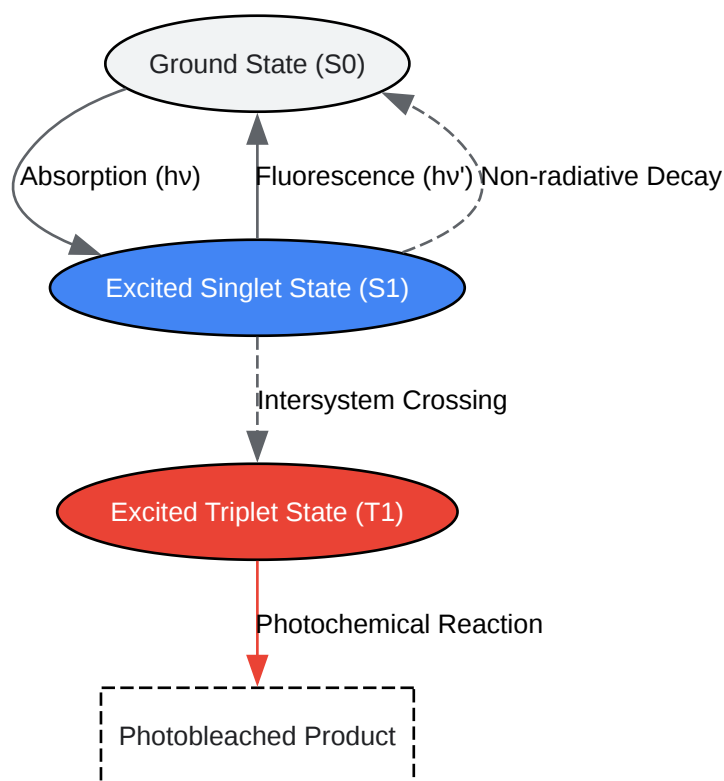 Ground State (S0)
Absorption (hν)
Fluorescence (hν')
Non-radiative Decay
Excited Singlet State (S1)
Intersystem Crossing
Excited Triplet State (T1)
Photochemical Reaction
Photobleached Product